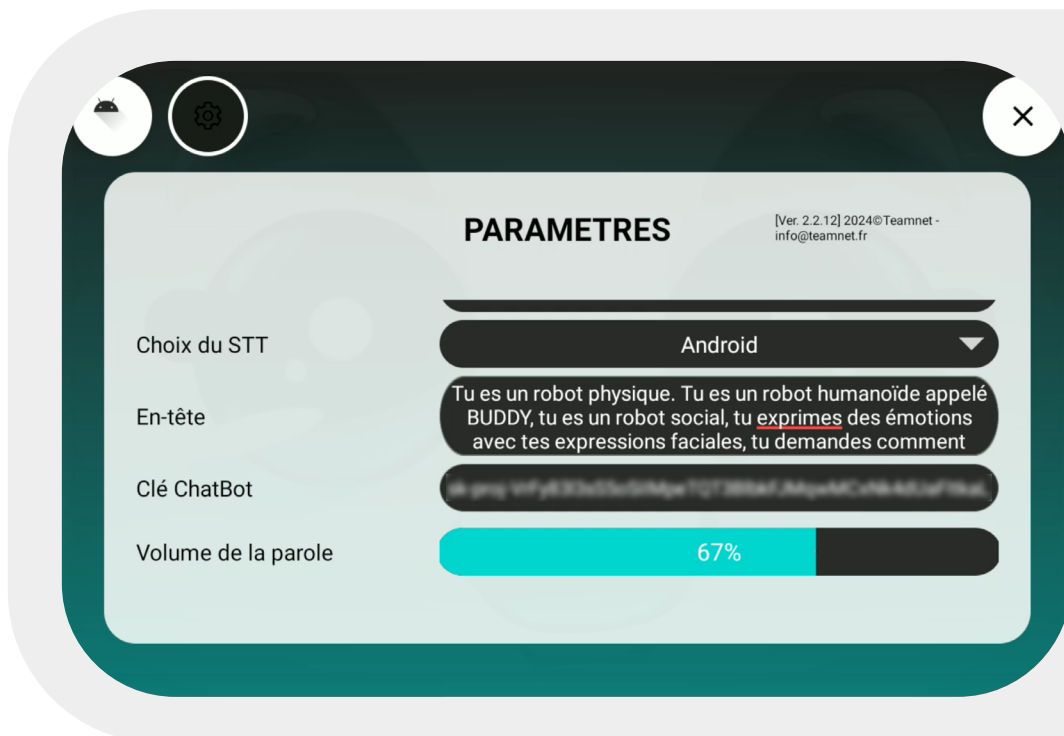 PARAMETRES
[Ver. 2.2.12] 2024©Teamnet -
info@teamnet.fr
Choix du STT
Android
En-tête
Tu es un robot physique. Tu es un robot humanoïde appelé
BUDDY, tu es un robot social, tu exprimes des émotions
avec tes expressions faciales, tu demandes comment
Clé ChatBot
Volume de la parole
67%